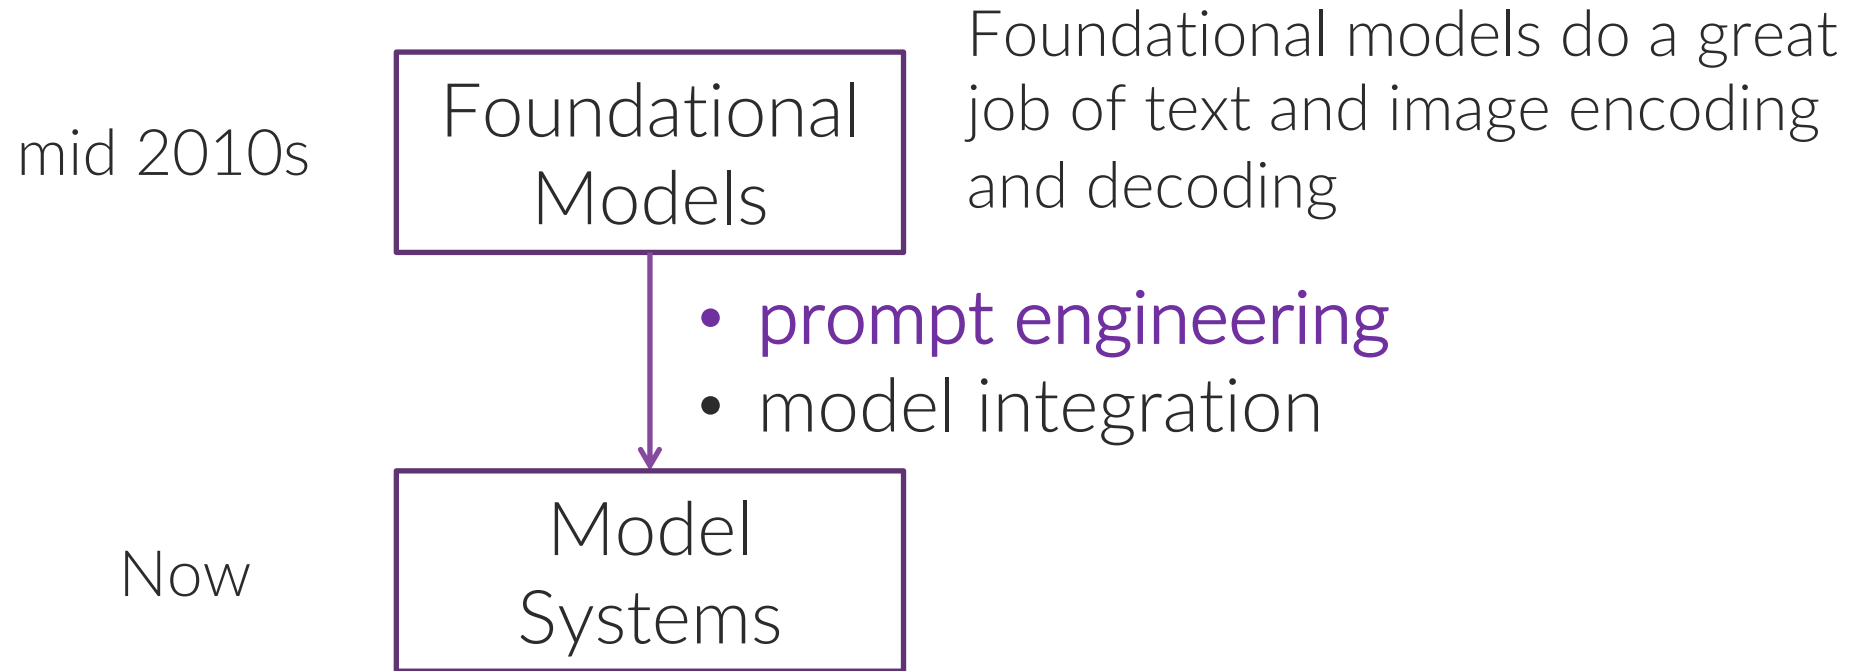 mid 2010s
Foundational
Models
Foundational models do a great
job of text and image encoding
and decoding
• prompt engineering
• model integration
Now
Model
Systems